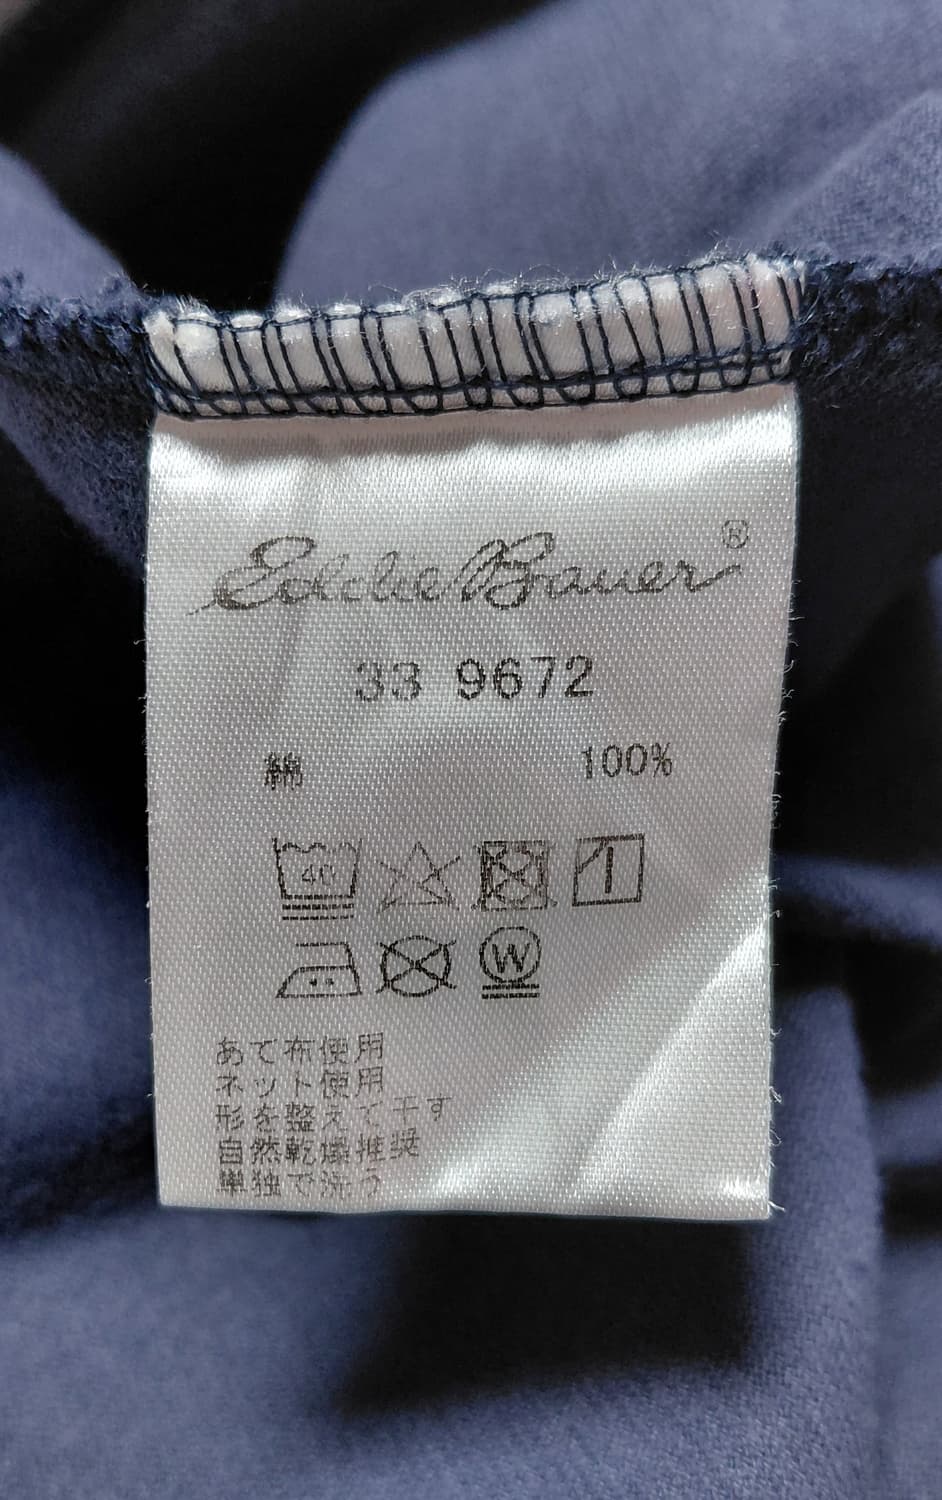 Eddie Bauer®
33 9672
綿 100%
40
W
あて布使用
ネット使用
形を整えて干す
自然乾燥推奨
単独で洗う